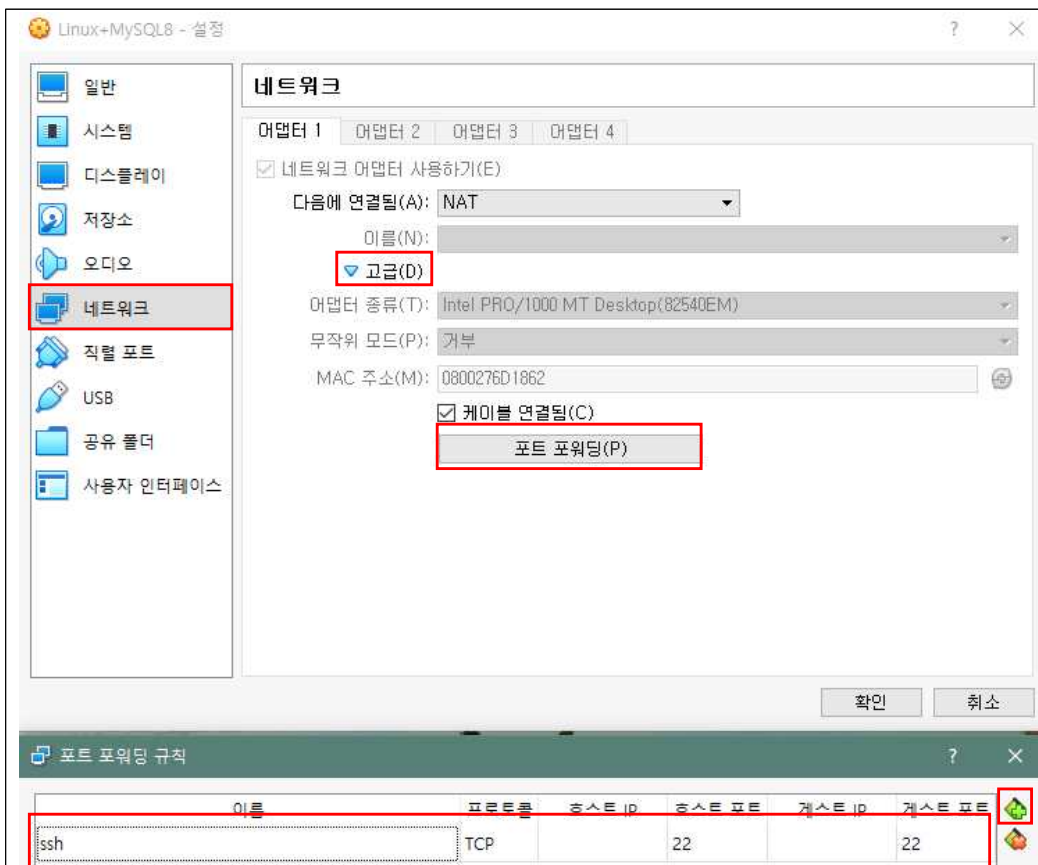 Linux+MySQL8 - 설정
?
×
일반
시스템
디스플레이
저장소
오디오
네트워크
직렬 포트
USB
공유 폴더
사용자 인터페이스
네트워크
어댑터 1 어댑터 2 어댑터 3 어댑터 4
네트워크 어댑터 사용하기(E)
다음에 연결됨(A): NAT
이름(N):
고급(D)
어댑터 종류(T): Intel PRO/1000 MT Desktop(82540EM)
무작위 모드(P): 거부
MAC 주소(M): 0800276D1862
케이블 연결됨(C)
포트 포워딩(P)
확인 취소
포트 포워딩 규칙 ? ×
이름 프로토콜 호스트 IP 호스트 포트 게스트 IP 게스트 포트
ssh TCP 22 22